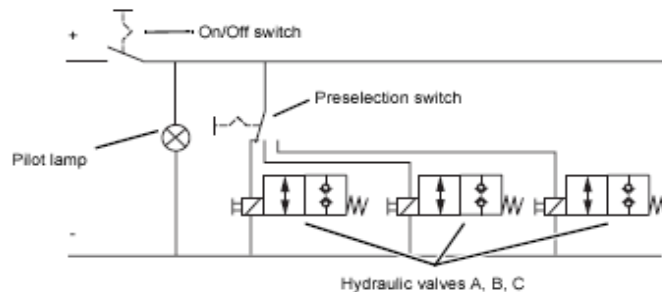 On/Off switch
+
Preselection switch
Pilot lamp
-
Hydraulic valves A, B, C